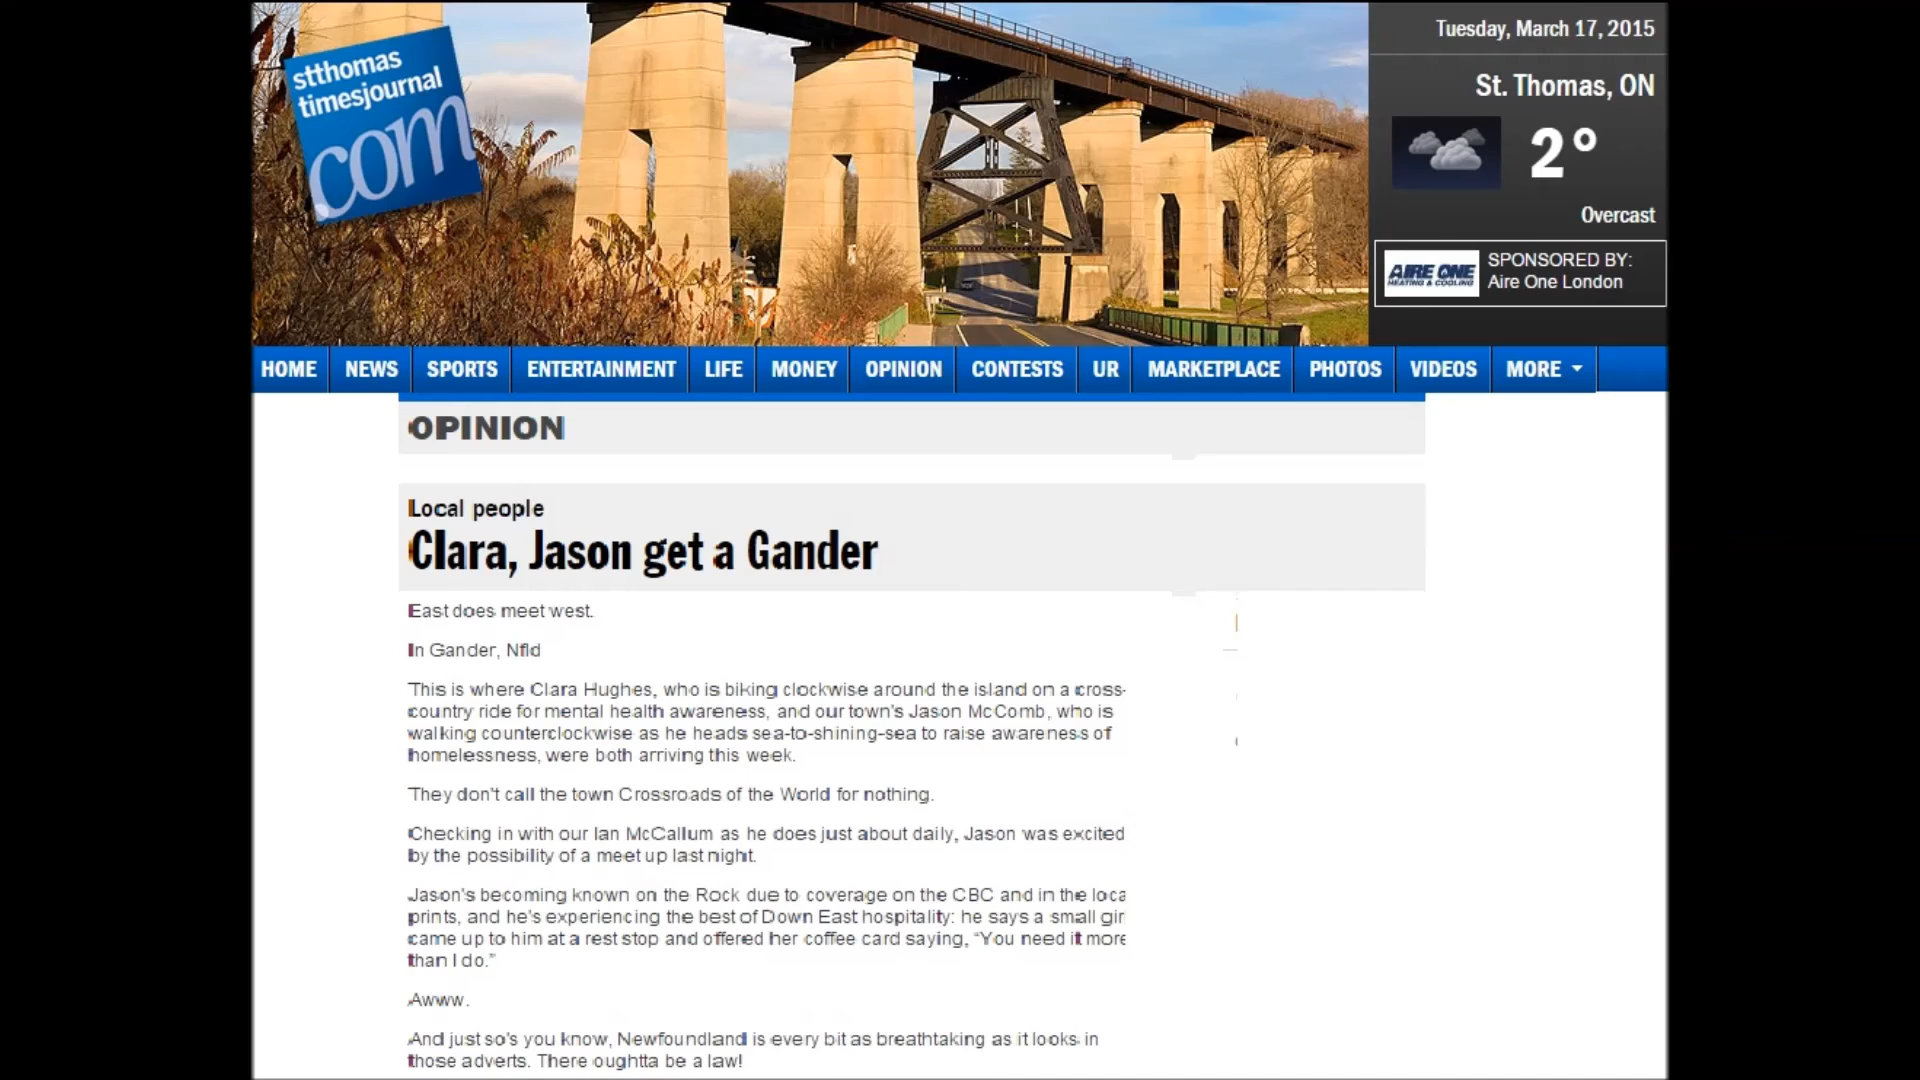 stthomas
timesjournal
.com
Tuesday, March 17, 2015
St. Thomas, ON
2°
Overcast
AIRE ONE
HEATING & COOLING
SPONSORED BY:
Aire One London
HOME NEWS SPORTS ENTERTAINMENT LIFE MONEY OPINION CONTESTS UR MARKETPLACE PHOTOS VIDEOS MORE
OPINION
Local people
Clara, Jason get a Gander
East does meet west.
In Gander, Nfld
This is where Clara Hughes, who is biking clockwise around the island on a cross-
country ride for mental health awareness, and our town's Jason McComb, who is
walking counterclockwise as he heads sea-to-shining-sea to raise awareness of
homelessness, were both arriving this week.
They don't call the town Crossroads of the World for nothing.
Checking in with our Ian McCallum as he does just about daily, Jason was excited
by the possibility of a meet up last night.
Jason's becoming known on the Rock due to coverage on the CBC and in the loca
prints, and he's experiencing the best of Down East hospitality: he says a small gir
came up to him at a rest stop and offered her coffee card saying, “You need it more
than I do.”
Awww.
And just so's you know, Newfoundland is every bit as breathtaking as it looks in
those adverts. There oughtta be a law!